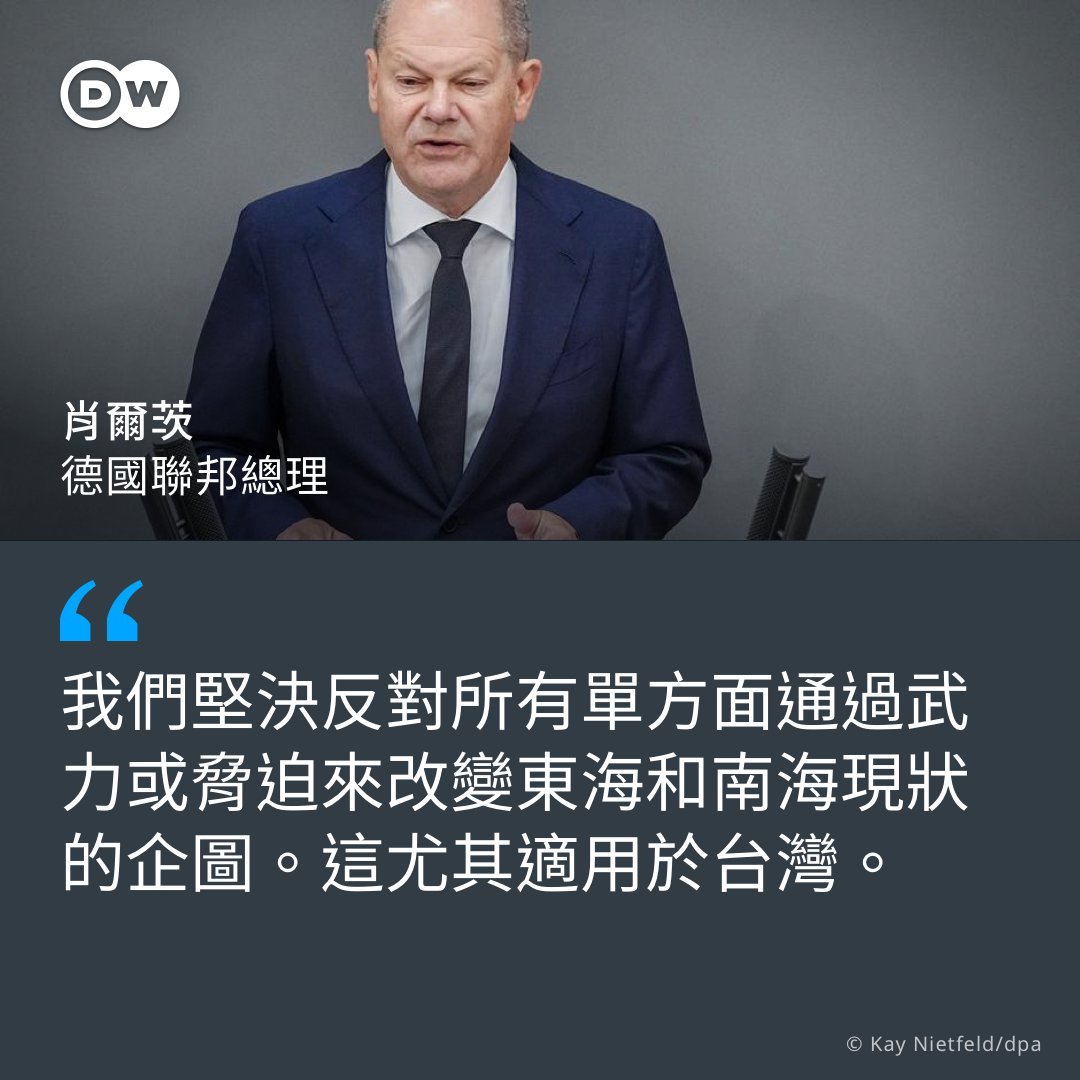 DW
肖爾茨
德國聯邦總理
“
我們堅決反對所有單方面通過武
力或脅迫來改變東海和南海現狀
的企圖。這尤其適用於台灣。
© Kay Nietfeld/dpa